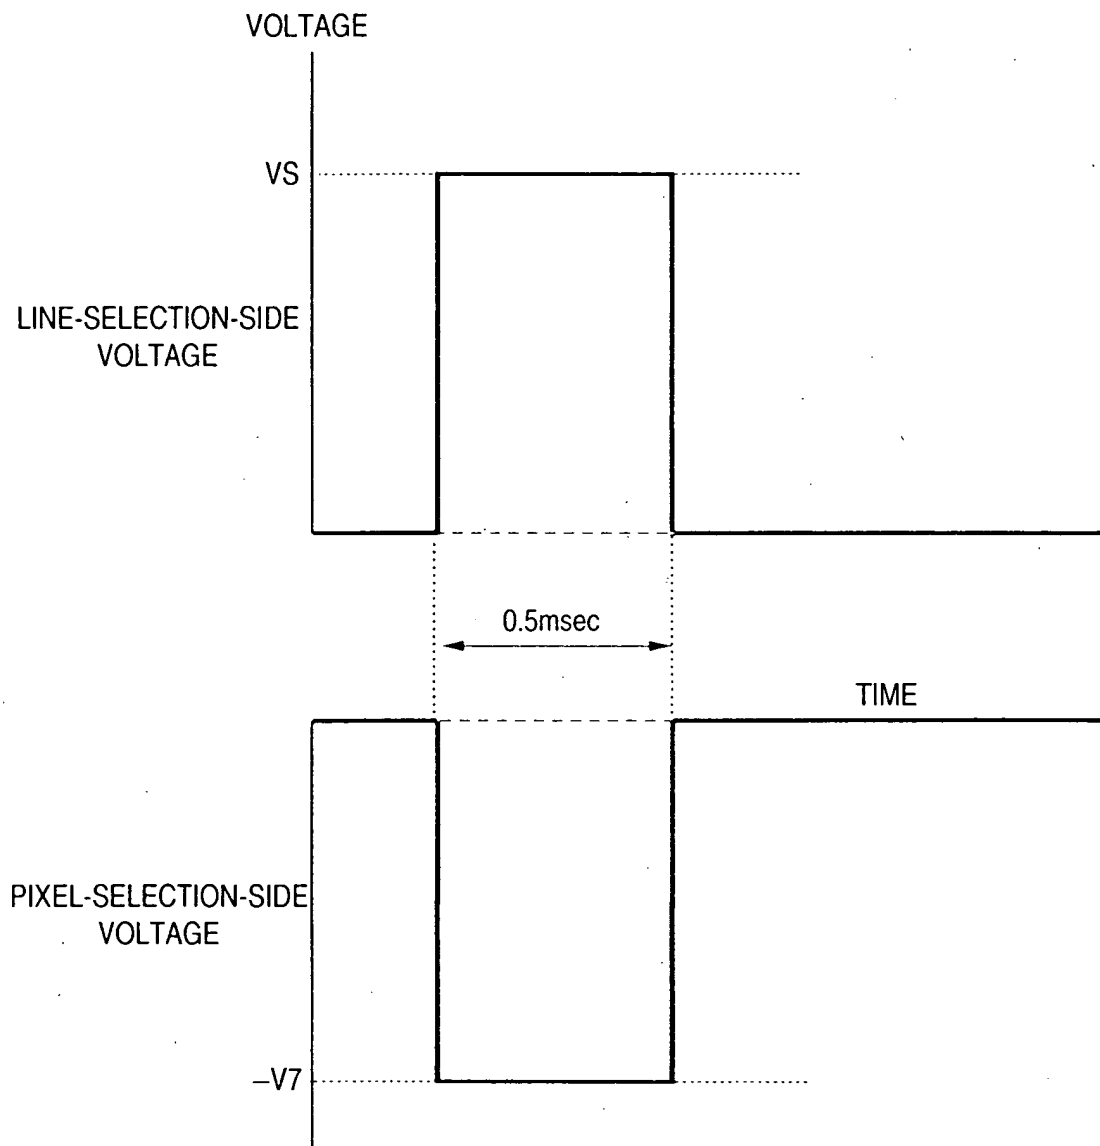 VOLTAGE
VS
LINE-SELECTION-SIDE
VOLTAGE
0.5msec
TIME
PIXEL-SELECTION-SIDE
VOLTAGE
–V7